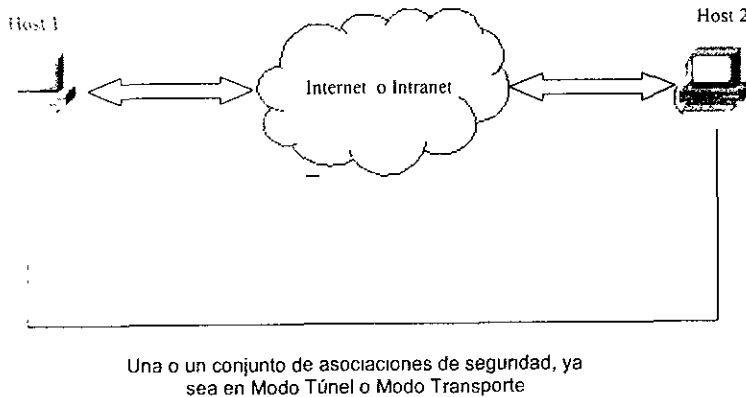 Host 1
Host 2
Internet o Intranet
Una o un conjunto de asociaciones de seguridad, ya
sea en Modo Túnel o Modo Transporte